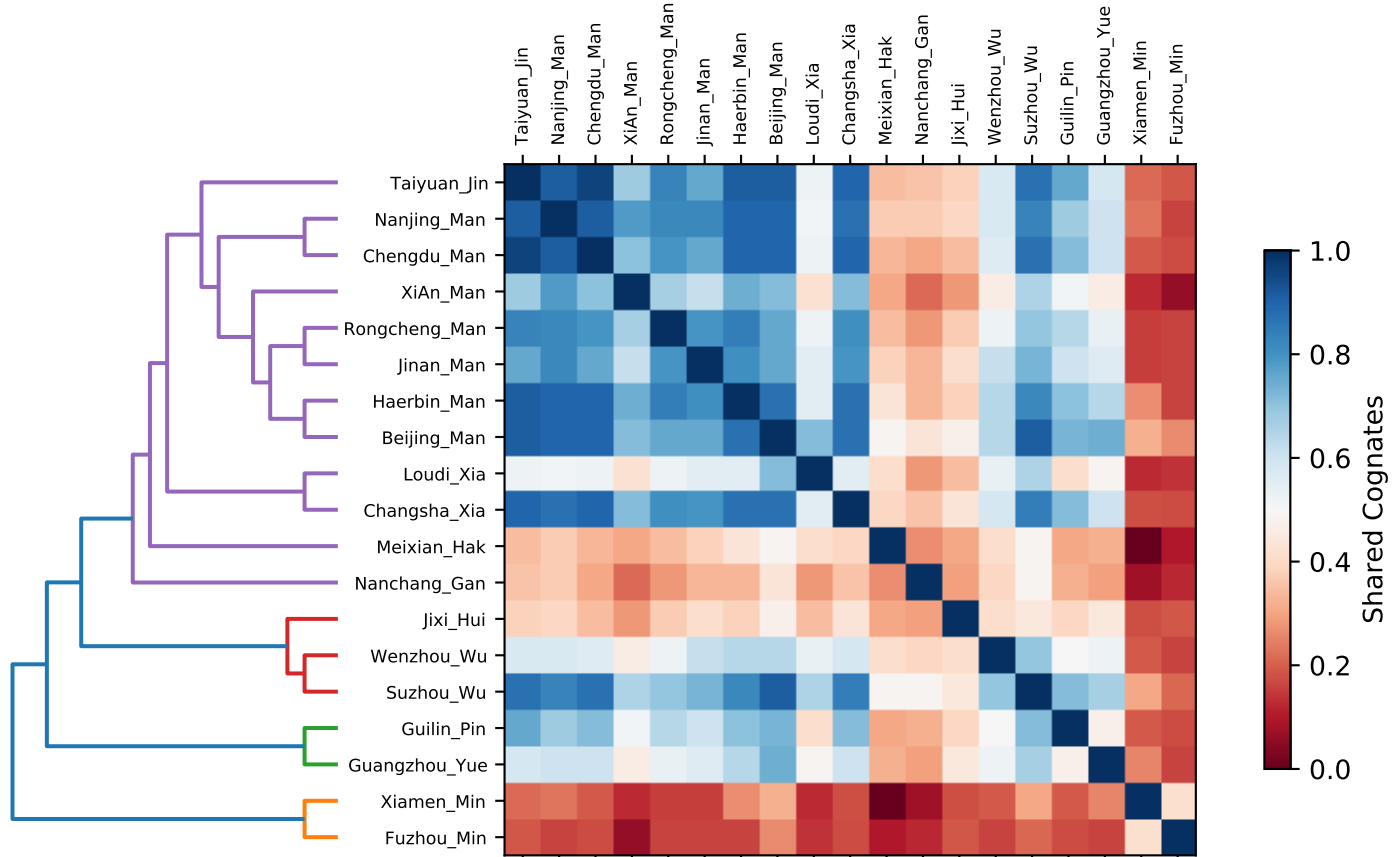 Taiyuan_Jin
Nanjing_Man
Chengdu_Man
XiAn_Man
Rongcheng_Man
Jinan_Man
Haerbin_Man
Beijing_Man
Loudi_Xia
Changsha_Xia
Meixian_Hak
Nanchang_Gan
Jixi_Hui
Wenzhou_Wu
Suzhou_Wu
Guilin_Pin
Guangzhou_Yue
Xiamen_Min
Fuzhou_Min
Taiyuan_Jin
Nanjing_Man
Chengdu_Man
XiAn_Man
Rongcheng_Man
Jinan_Man
Haerbin_Man
Beijing_Man
Loudi_Xia
Changsha_Xia
Meixian_Hak
Nanchang_Gan
Jixi_Hui
Wenzhou_Wu
Suzhou_Wu
Guilin_Pin
Guangzhou_Yue
Xiamen_Min
Fuzhou_Min
1.0
0.8
0.6
0.4
0.2
0.0
Shared Cognates